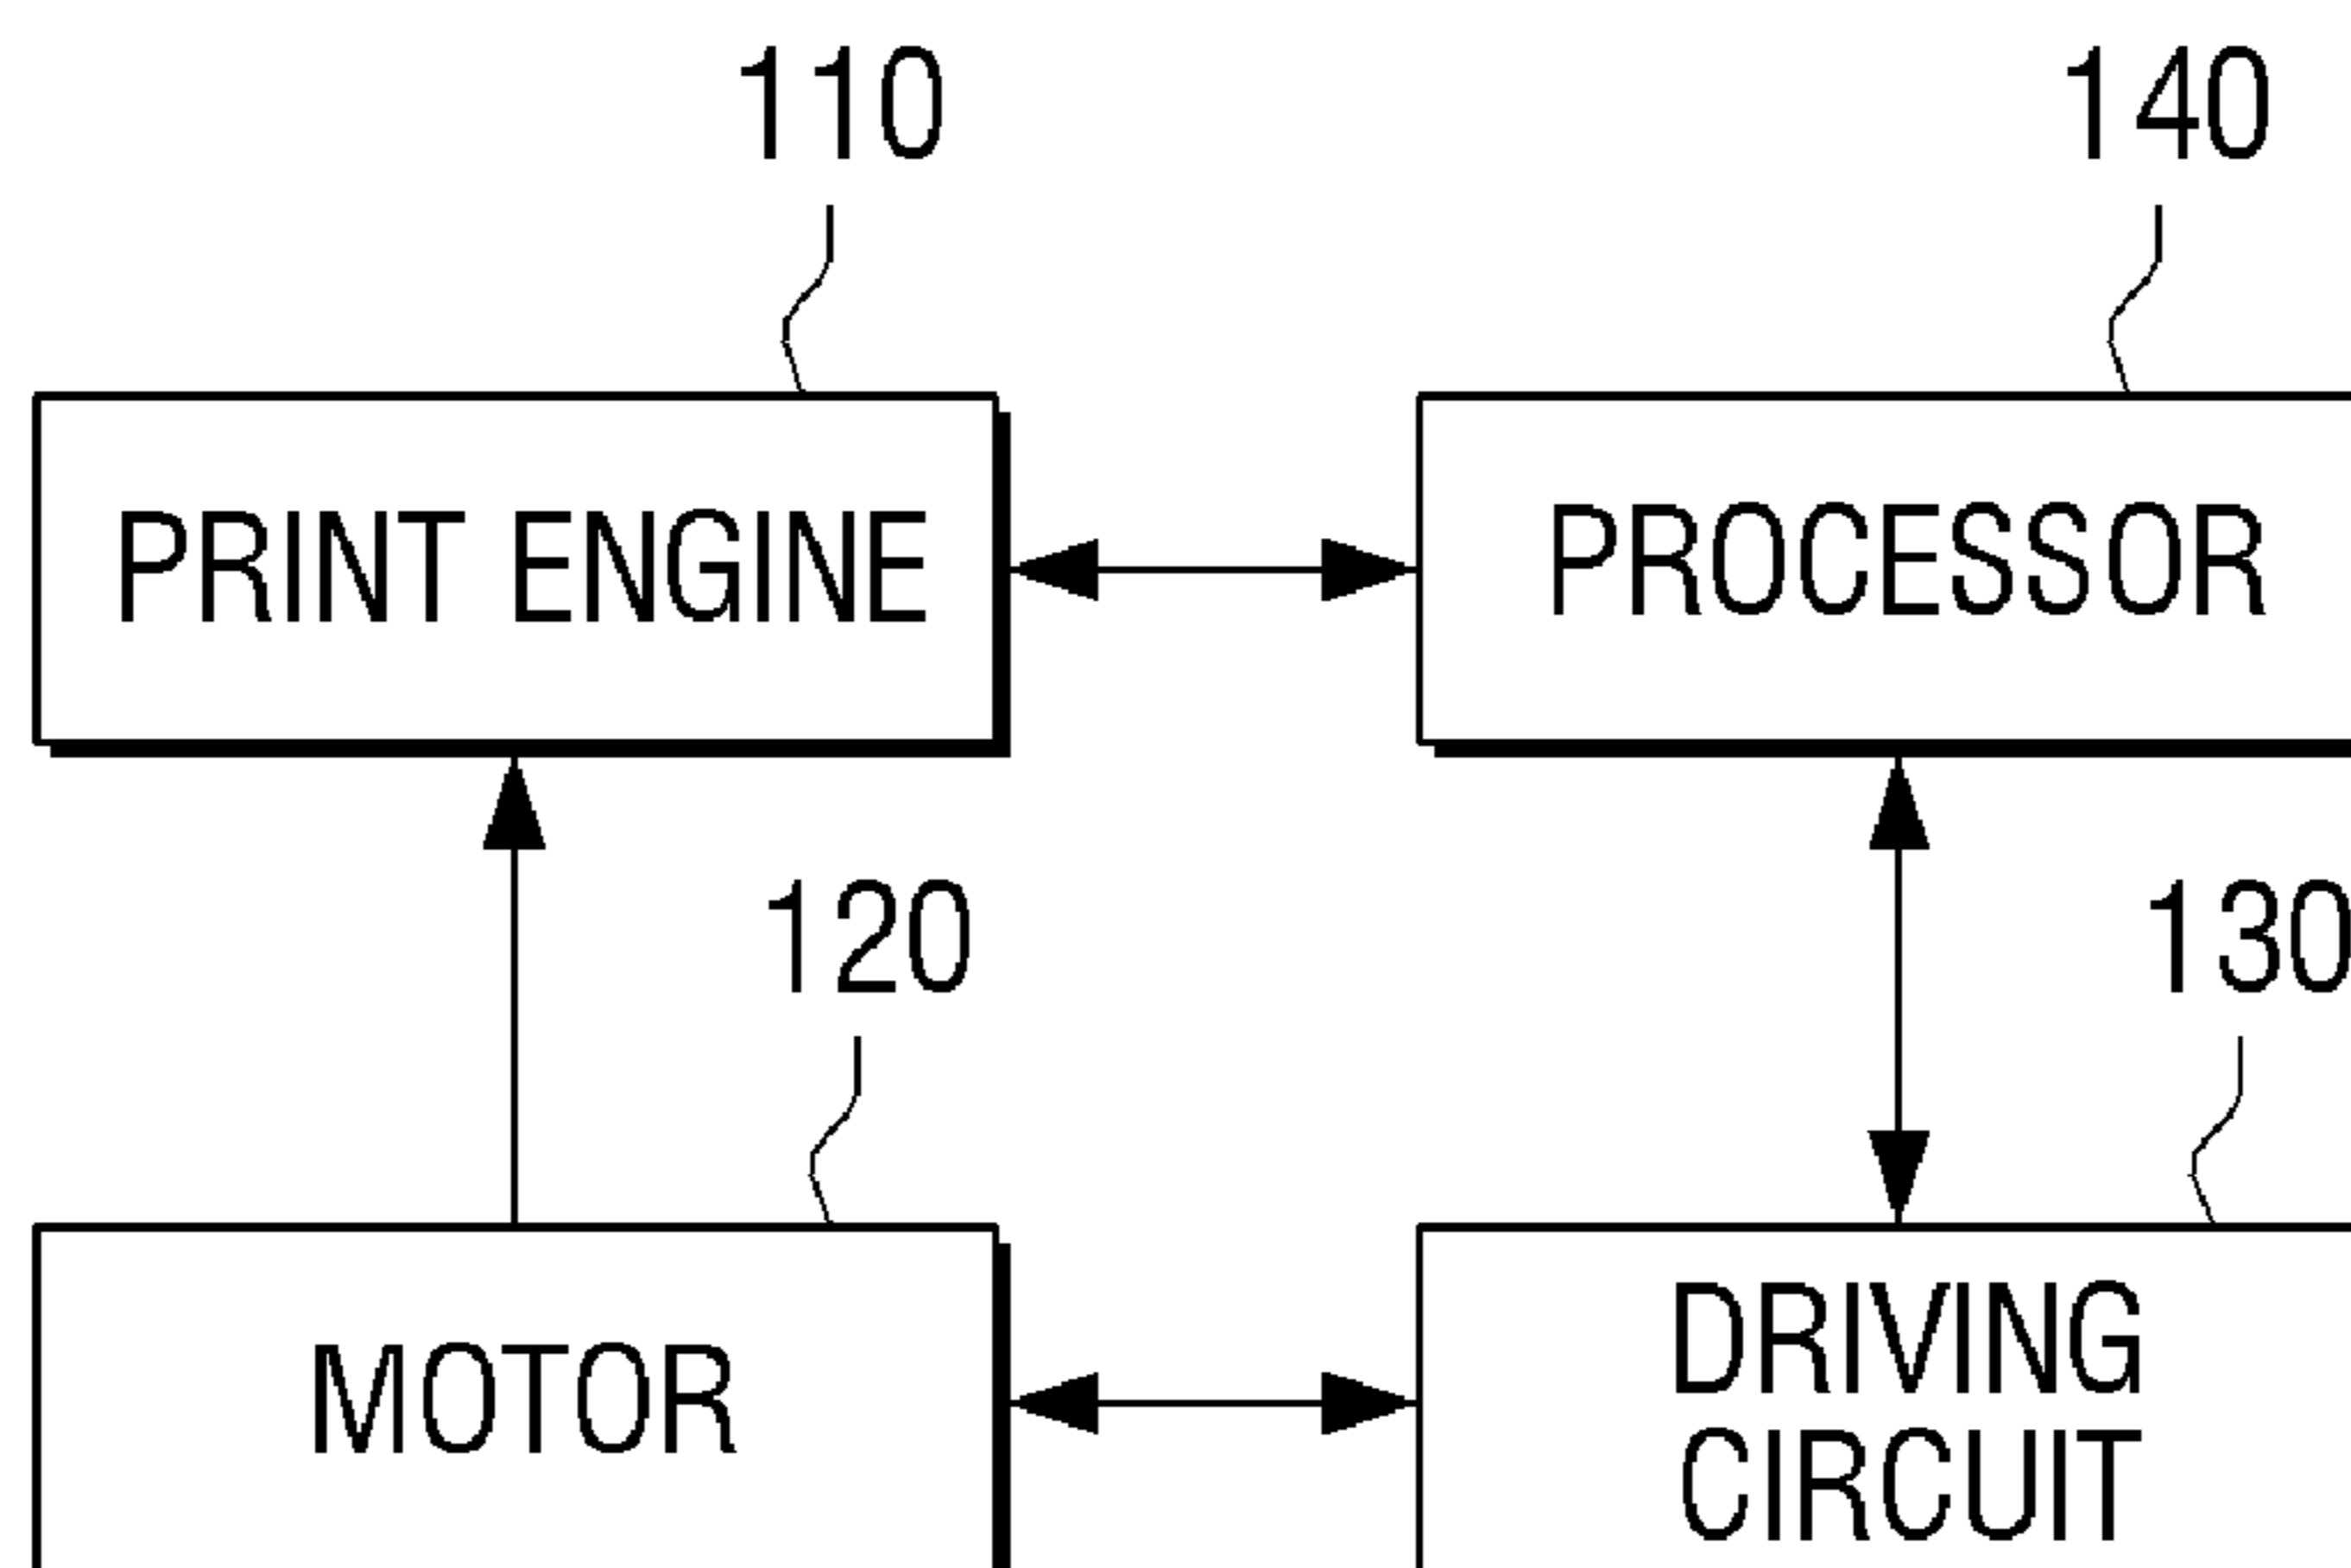 110
140
PRINT ENGINE
PROCESSOR
120
130
MOTOR
DRIVING
CIRCUIT